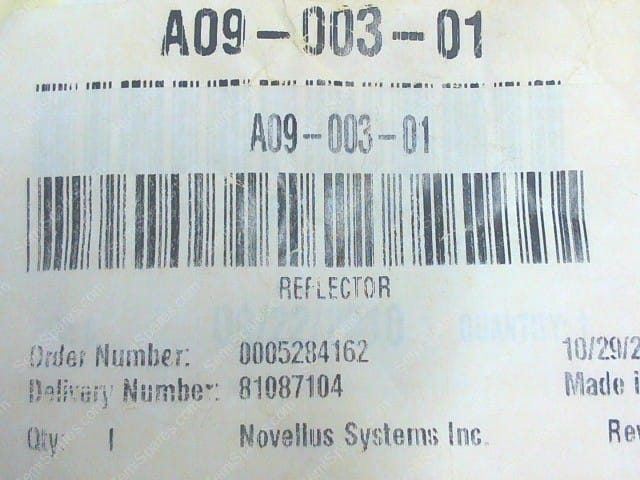 A09-003-01
A09-003-01
REFLECTOR
QUANTITY: 1
Order Number: 0005284162 10/29/2
Delivery Number: 81087104 Made i
Qty: 1 Novellus Systems Inc. Rev